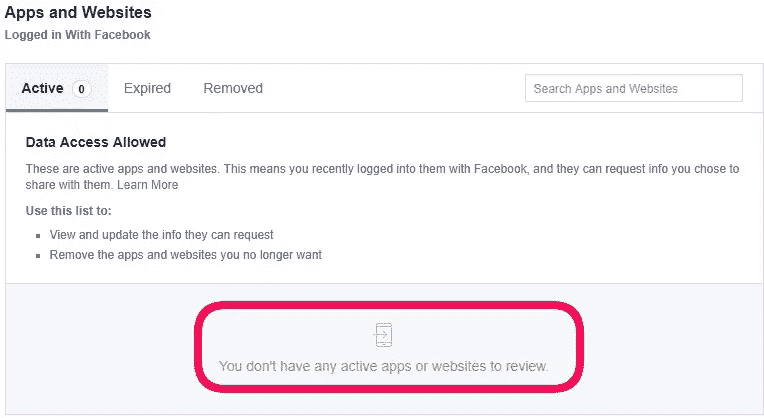 Apps and Websites
Logged in With Facebook
Active 0 Expired Removed Search Apps and Websites
Data Access Allowed
These are active apps and websites. This means you recently logged into them with Facebook, and they can request info you chose to
share with them. Learn More
Use this list to:
View and update the info they can request
Remove the apps and websites you no longer want
You don't have any active apps or websites to review.